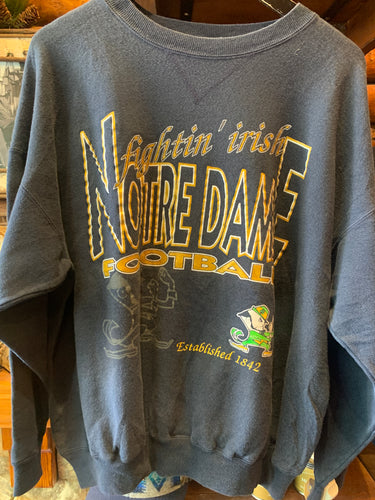 fightin' irish
NOTRE DAME
FOOTBALL
Established 1842